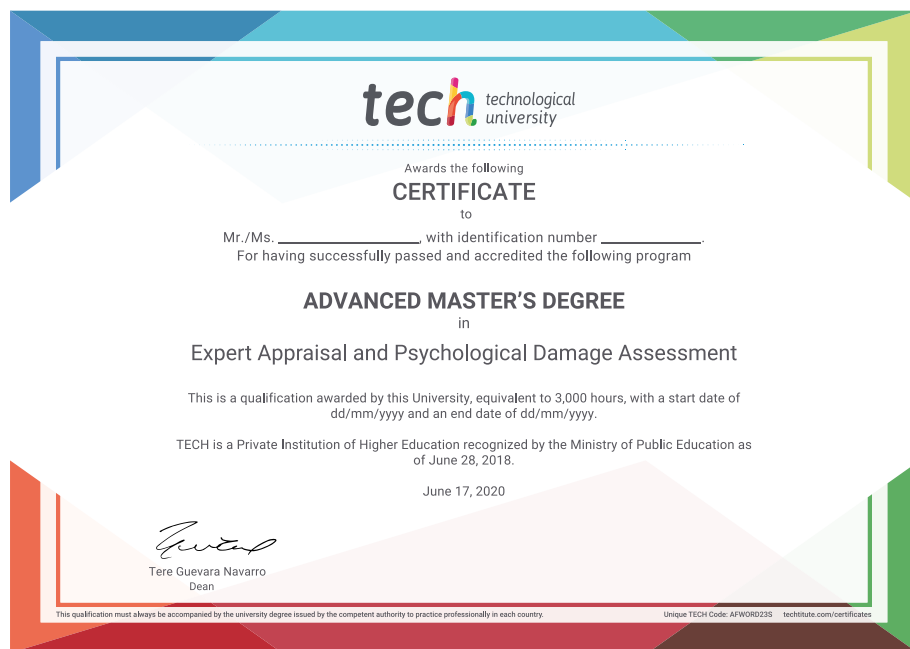 tech technological
university
Awards the following
CERTIFICATE
to
Mr./Ms. ____________________, with identification number ______________.
For having successfully passed and accredited the following program
ADVANCED MASTER'S DEGREE
in
Expert Appraisal and Psychological Damage Assessment
This is a qualification awarded by this University, equivalent to 3,000 hours, with a start date of
dd/mm/yyyy and an end date of dd/mm/yyyy.
TECH is a Private Institution of Higher Education recognized by the Ministry of Public Education as
of June 28, 2018.
June 17, 2020
Tere Guevara Navarro
Dean
This qualification must always be accompanied by the university degree issued by the competent authority to practice professionally in each country. Unique TECH Code: AFWORD23S techtitute.com/certificates